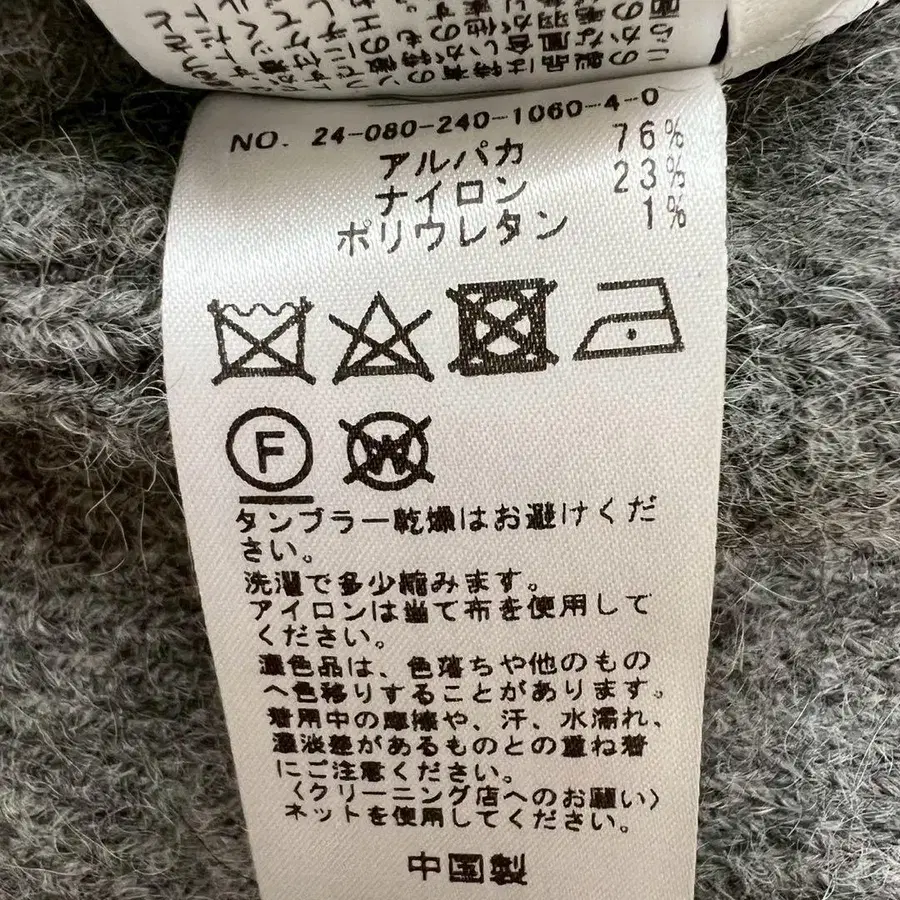 NO. 24-080-240-1060-4-0
アルパカ 76%
ナイロン 23%
ポリウレタン 1%
F W
タンブラー乾燥はお避けくだ
さい。
洗濯で多少縮みます。
アイロンは当て布を使用して
ください。
濃色品は、色落ちや他のもの
へ色移りすることがあります。
着用中の摩擦や、汗、水濡れ、
濃淡差があるものとの重ね着
にご注意ください。
〈クリーニング店へのお願い〉
ネットを使用してください。
中国製